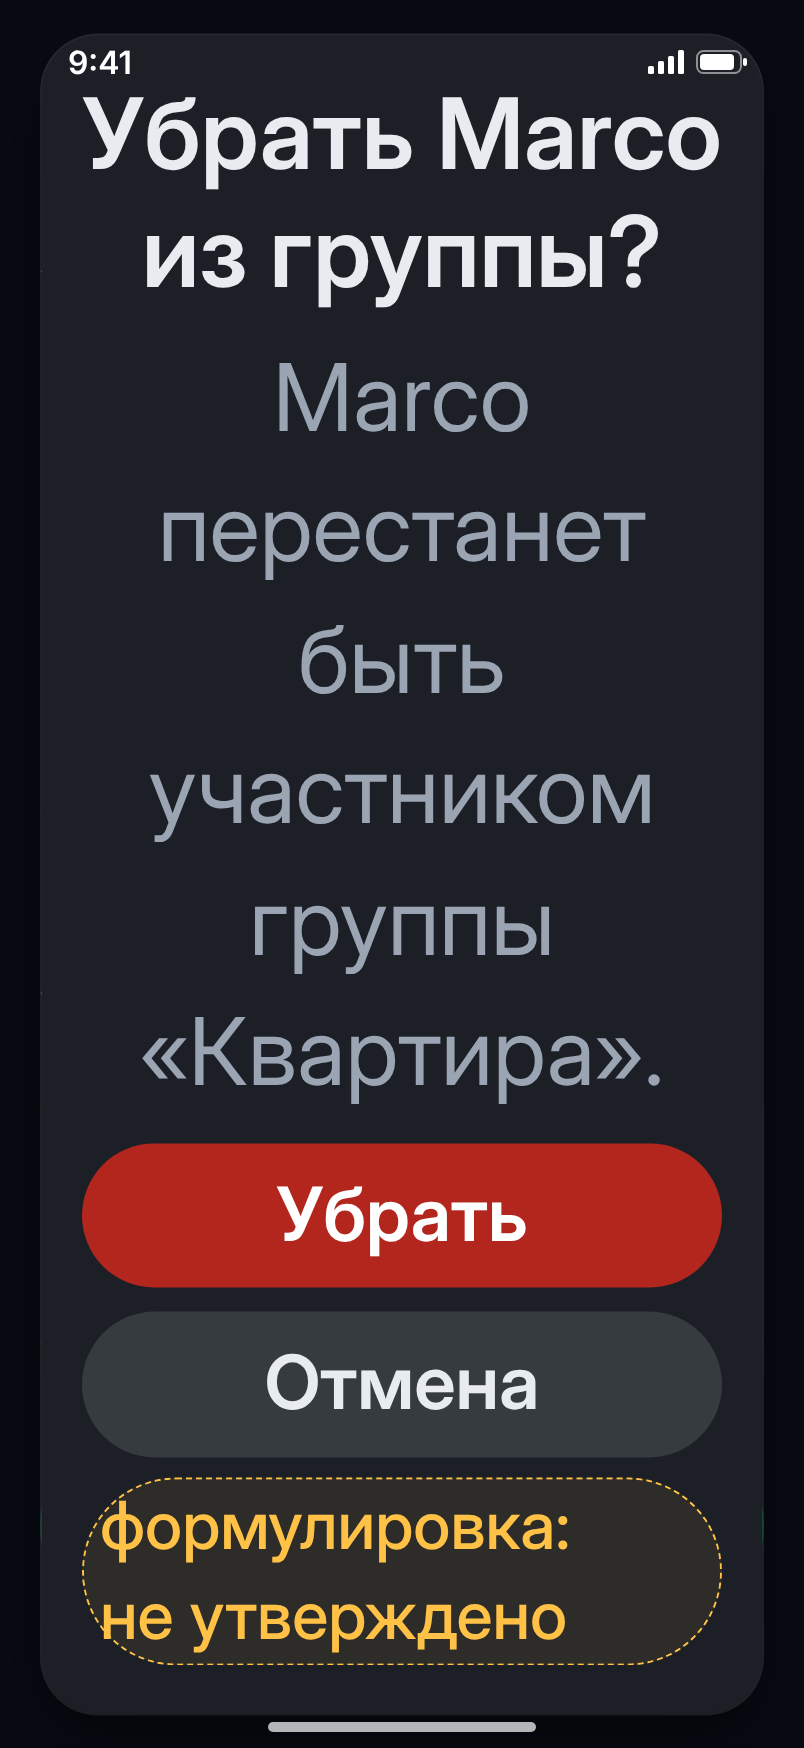 9:41
Убрать Marco
из группы?
Marco
перестанет
быть
участником
группы
«Квартира».
Убрать
Отмена
формулировка:
не утверждено